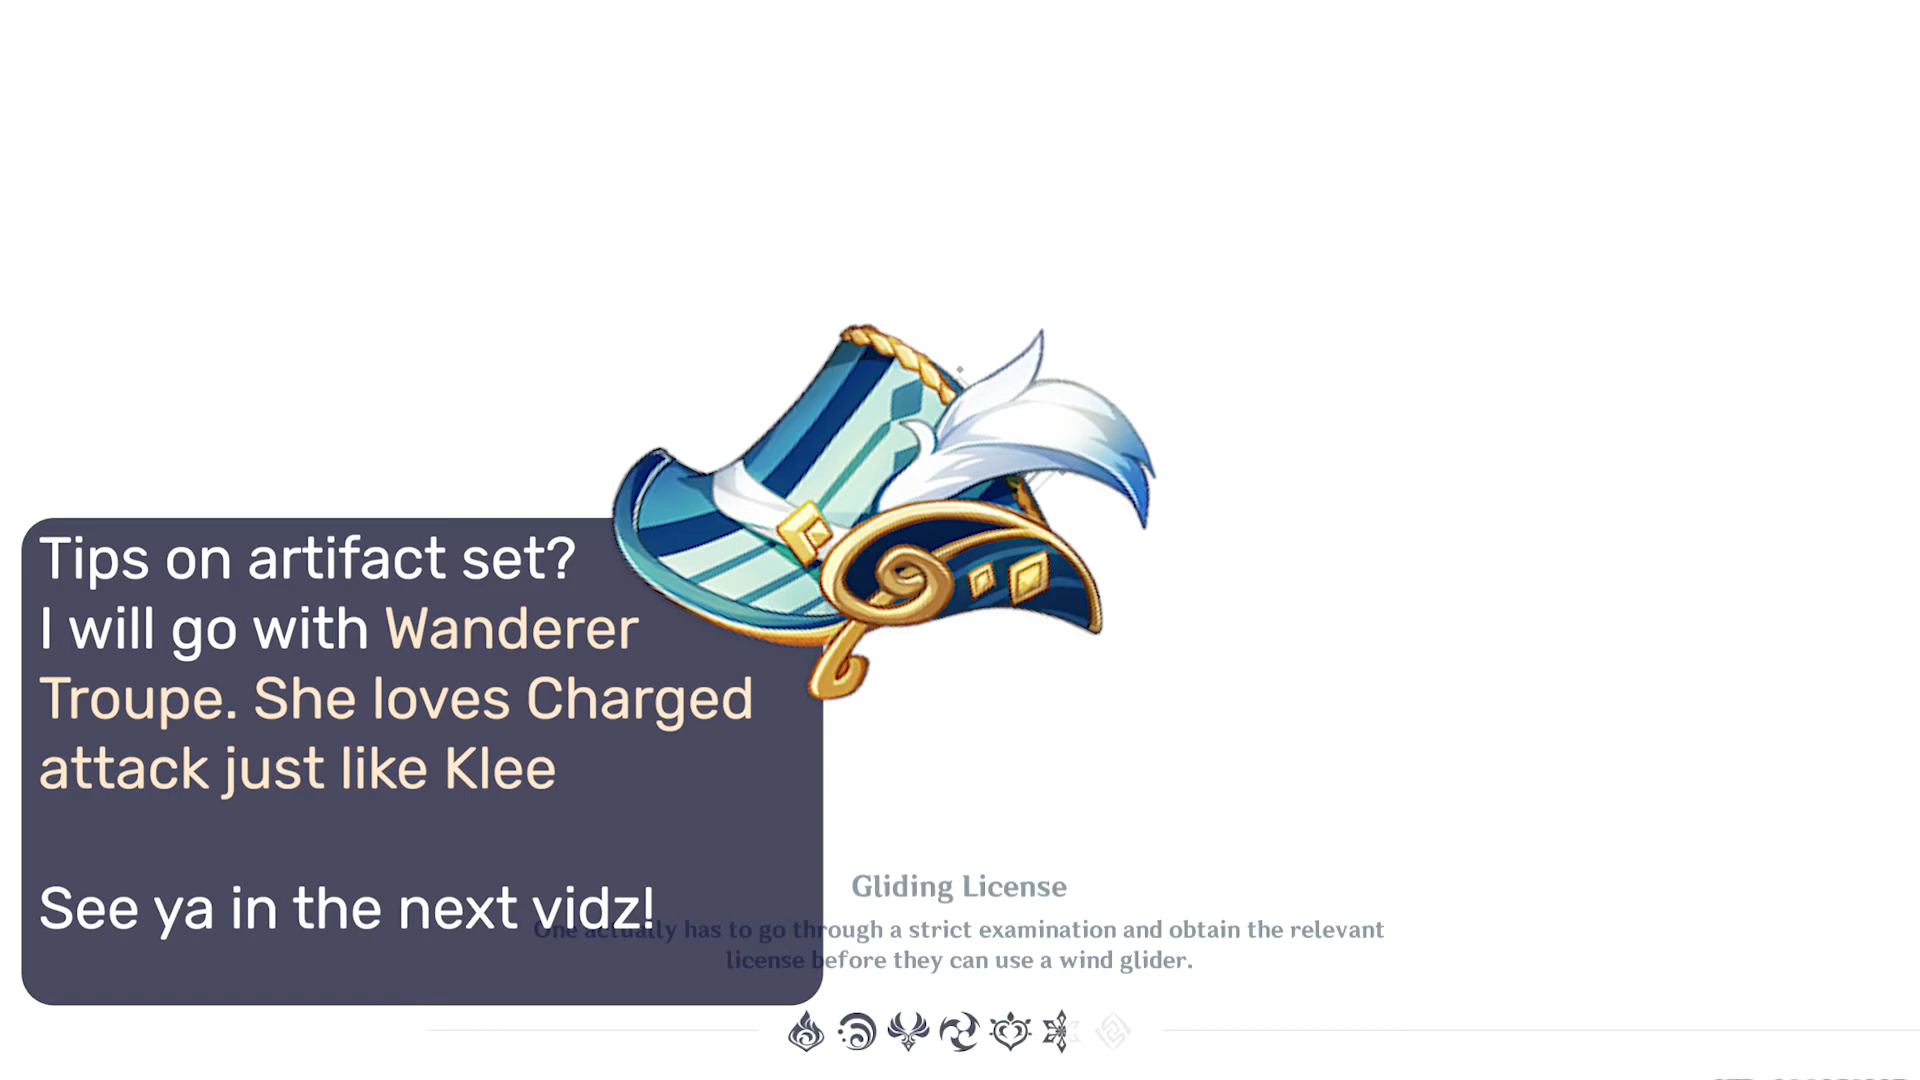 Tips on artifact set?
I will go with Wanderer
Troupe. She loves Charged
attack just like Klee
See ya in the next vidz!
Gliding License
One actually has to go through a strict examination and obtain the relevant
license before they can use a wind glider.